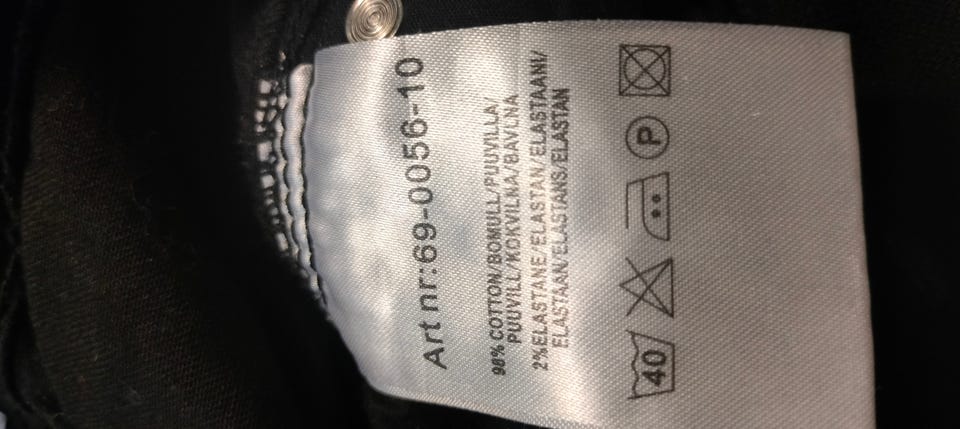 Art nr:69-0056-10
98% COTTON/BOMULL/PUUVILLA/
PUUVILL/KOKVILNA/BAVLNA
2%ELASTANE/ELASTAN/ELASTAANI/
ELASTAAN/ELASTANS/ELASTAN
40 P